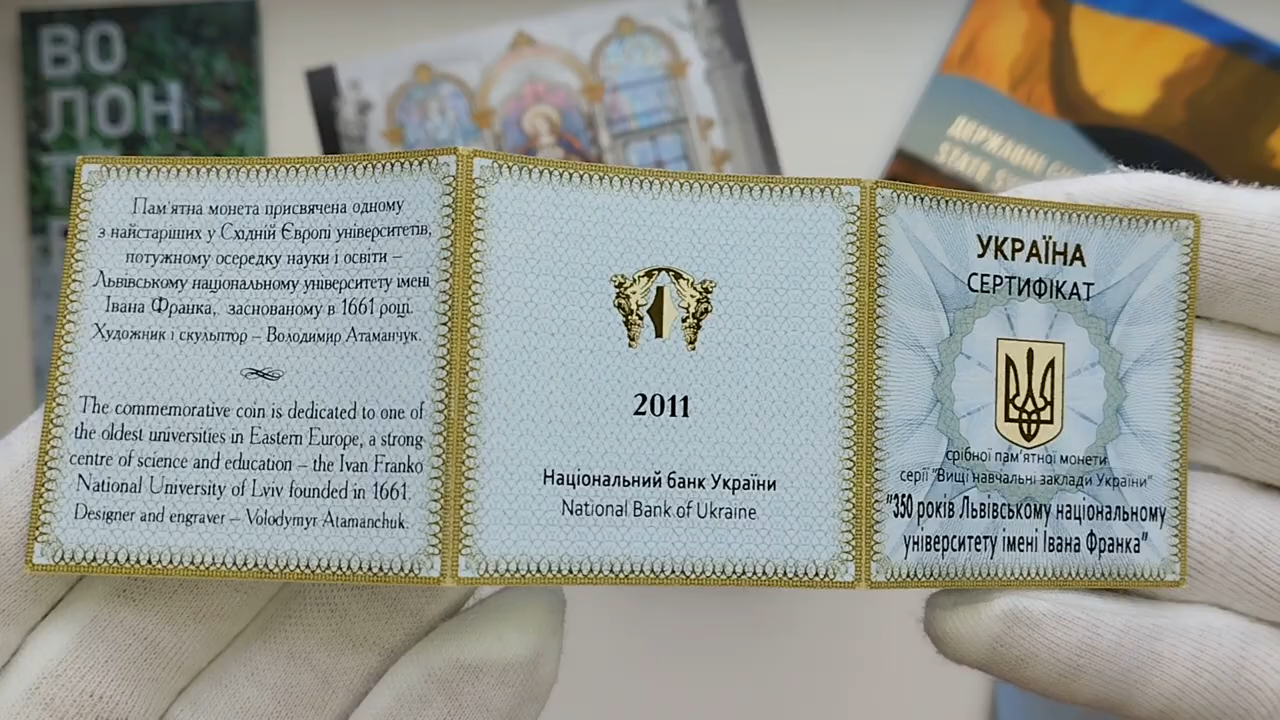 ВО
ЛОН
ДЕРЖАВНІ
STATE
Пам'ятна монета присвячена одному
з найстаріших у Східній Європі університетів,
потужному осередку науки і освіти –
Львівському національному університету імені
Івана Франка, заснованому в 1661 році.
Художник і скульптор – Володимир Атаманчук.
The commemorative coin is dedicated to one of
the oldest universities in Eastern Europe, a strong
centre of science and education – the Ivan Franko
National University of Lviv founded in 1661.
Designer and engraver – Volodymyr Atamanchuk.
2011
Національний банк України
National Bank of Ukraine
УКРАЇНА
СЕРТИФІКАТ
срібної пам'ятної монети
серії "Вищі навчальні заклади України"
"350 років Львівському національному
університету імені Івана Франка"